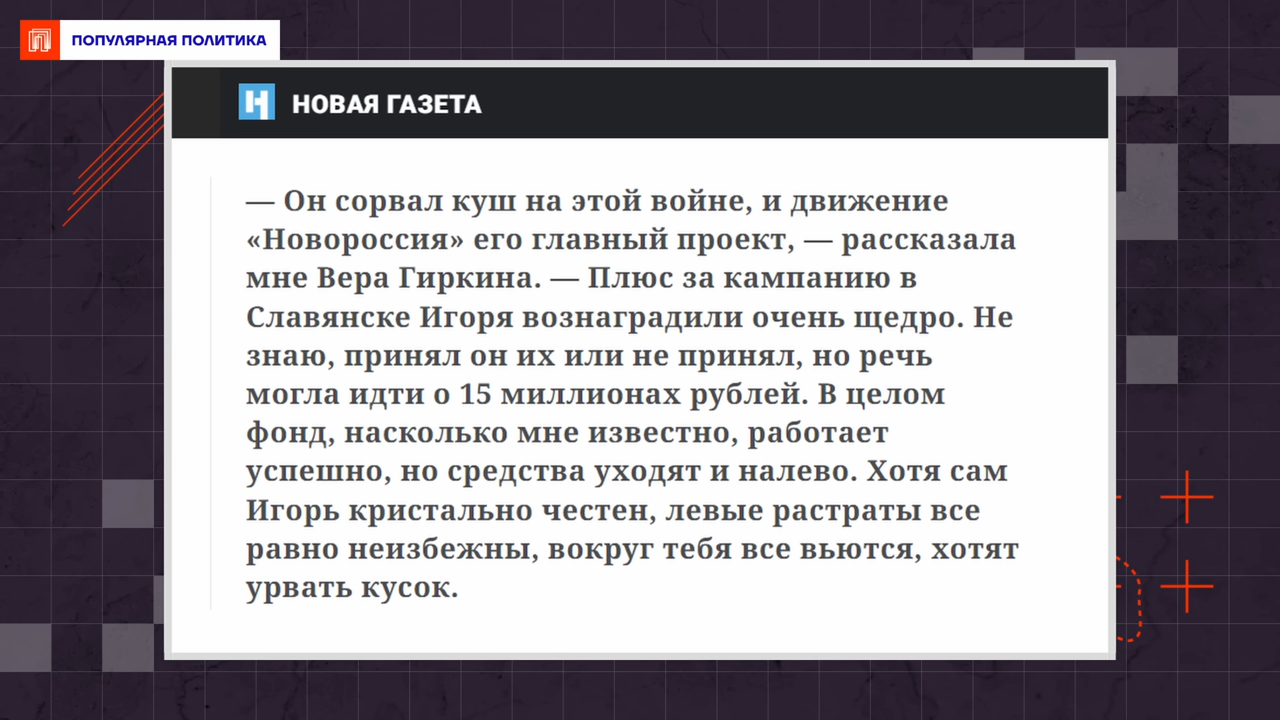 ПОПУЛЯРНАЯ ПОЛИТИКА
НОВАЯ ГАЗЕТА
— Он сорвал куш на этой войне, и движение
«Новороссия» его главный проект, — рассказала
мне Вера Гиркина. — Плюс за кампанию в
Славянске Игоря вознаградили очень щедро. Не
знаю, принял он их или не принял, но речь
могла идти о 15 миллионах рублей. В целом
фонд, насколько мне известно, работает
успешно, но средства уходят и налево. Хотя сам
Игорь кристально честен, левые растраты все
равно неизбежны, вокруг тебя все вьются, хотят
урвать кусок.